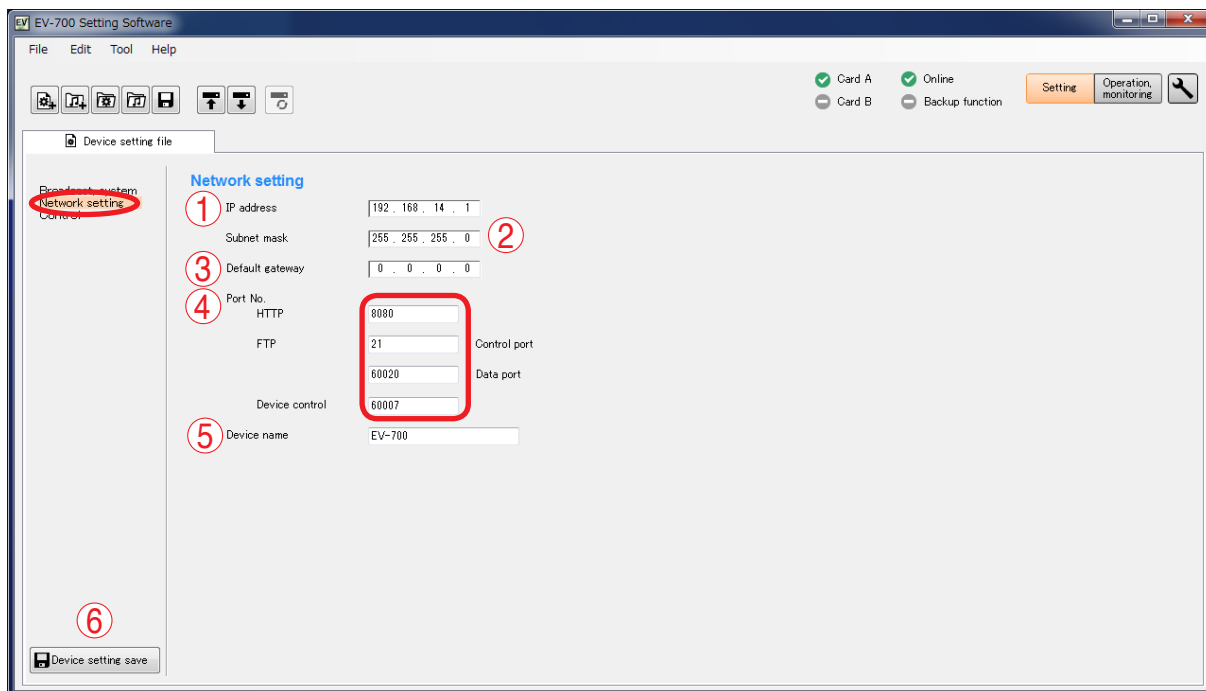 EV EV-700 Setting Software
File Edit Tool Help
Card A Online
Card B Backup function
Setting Operation, monitoring
Device setting file
Broadcast, system
Network setting
Control
Network setting
① IP address 192 . 168 . 14 . 1
Subnet mask 255 . 255 . 255 . 0 ②
③ Default gateway 0 . 0 . 0 . 0
④ Port No.
HTTP 8080
FTP 21 Control port
60020 Data port
Device control 60007
⑤ Device name EV-700
⑥
Device setting save